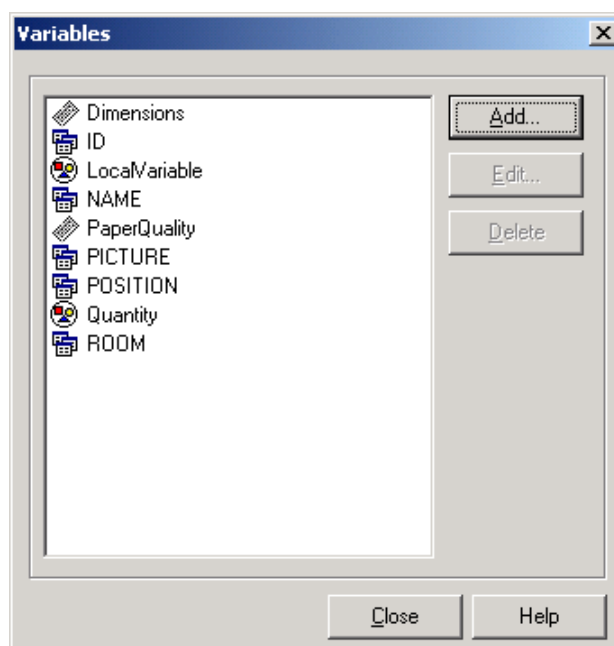 Variables
Dimensions
ID
LocalVariable
NAME
PaperQuality
PICTURE
POSITION
Quantity
ROOM
Add...
Edit...
Delete
Close
Help